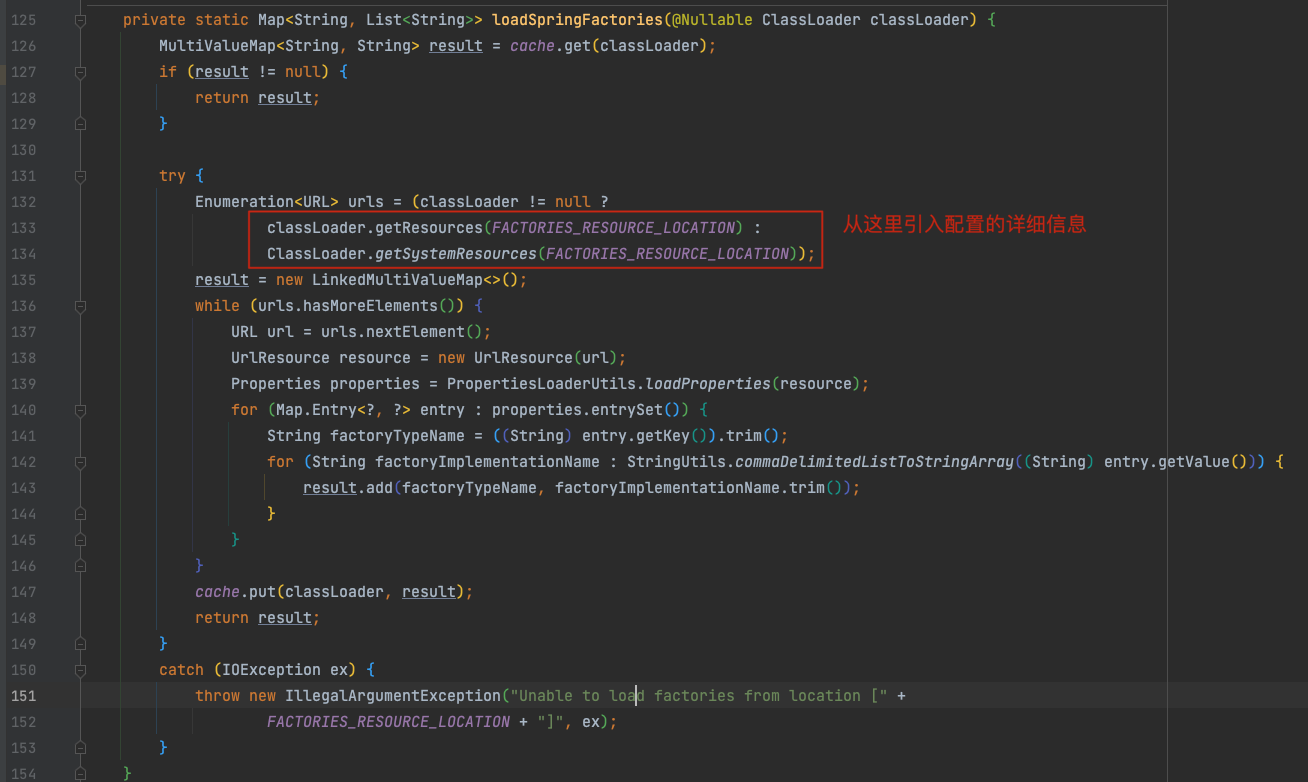 125 private static Map<String, List<String>> loadSpringFactories(@Nullable ClassLoader classLoader) {
126 MultiValueMap<String, String> result = cache.get(classLoader);
127 if (result != null) {
128 return result;
129 }
130
131 try {
132 Enumeration<URL> urls = (classLoader != null ?
133 classLoader.getResources(FACTORIES_RESOURCE_LOCATION) : 从这里引入配置的详细信息
134 ClassLoader.getSystemResources(FACTORIES_RESOURCE_LOCATION));
135 result = new LinkedMultiValueMap<>();
136 while (urls.hasMoreElements()) {
137 URL url = urls.nextElement();
138 UrlResource resource = new UrlResource(url);
139 Properties properties = PropertiesLoaderUtils.loadProperties(resource);
140 for (Map.Entry<?, ?> entry : properties.entrySet()) {
141 String factoryTypeName = ((String) entry.getKey()).trim();
142 for (String factoryImplementationName : StringUtils.commaDelimitedListToStringArray((String) entry.getValue())) {
143 result.add(factoryTypeName, factoryImplementationName.trim());
144 }
145 }
146 }
147 cache.put(classLoader, result);
148 return result;
149 }
150 catch (IOException ex) {
151 throw new IllegalArgumentException("Unable to load factories from location [" +
152 FACTORIES_RESOURCE_LOCATION + "]", ex);
153 }
154 }